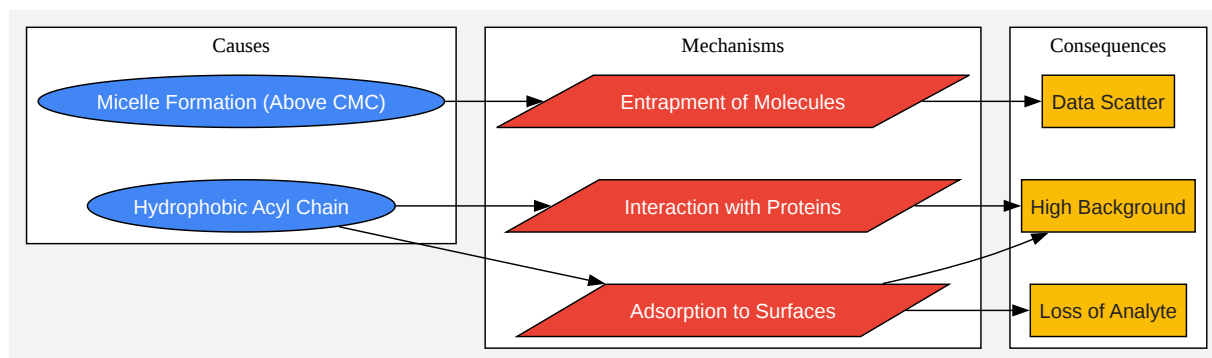 Causes
Mechanisms
Consequences
Micelle Formation (Above CMC)
Entrapment of Molecules
Data Scatter
Hydrophobic Acyl Chain
Interaction with Proteins
High Background
Adsorption to Surfaces
Loss of Analyte